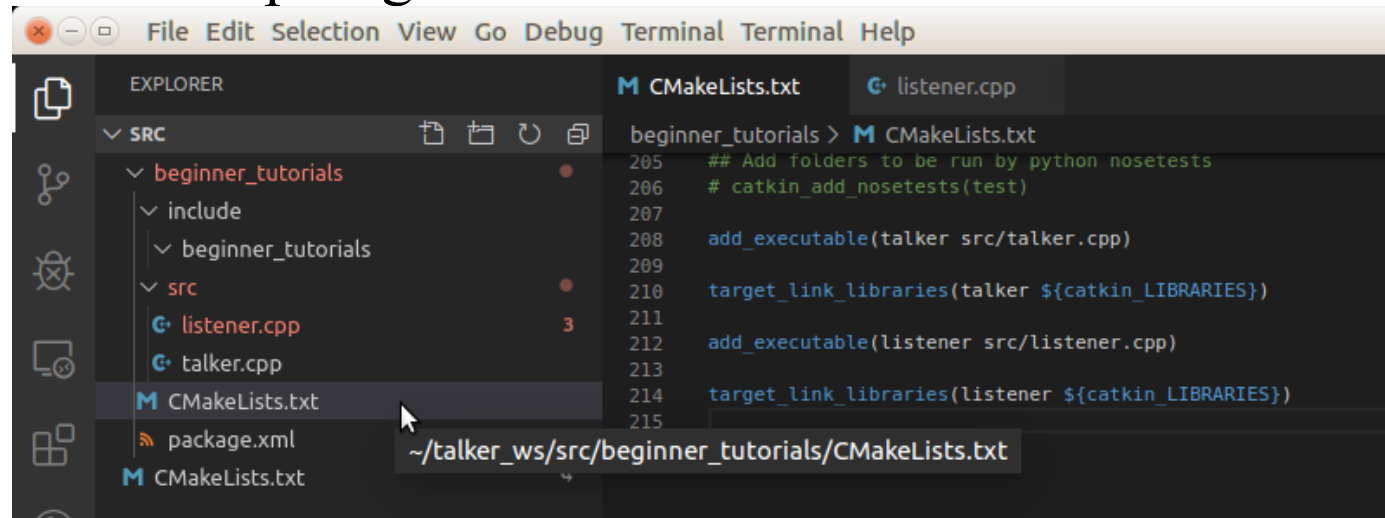 File Edit Selection View Go Debug Terminal Terminal Help
EXPLORER
SRC
beginner_tutorials
include
beginner_tutorials
src
listener.cpp 3
talker.cpp
CMakeLists.txt
package.xml
CMakeLists.txt
CMakeLists.txt listener.cpp
beginner_tutorials > CMakeLists.txt
205 ## Add folders to be run by python nosetests
206 # catkin_add_nosetests(test)
207
208 add_executable(talker src/talker.cpp)
209
210 target_link_libraries(talker ${catkin_LIBRARIES})
211
212 add_executable(listener src/listener.cpp)
213
214 target_link_libraries(listener ${catkin_LIBRARIES})
215
~/talker_ws/src/beginner_tutorials/CMakeLists.txt